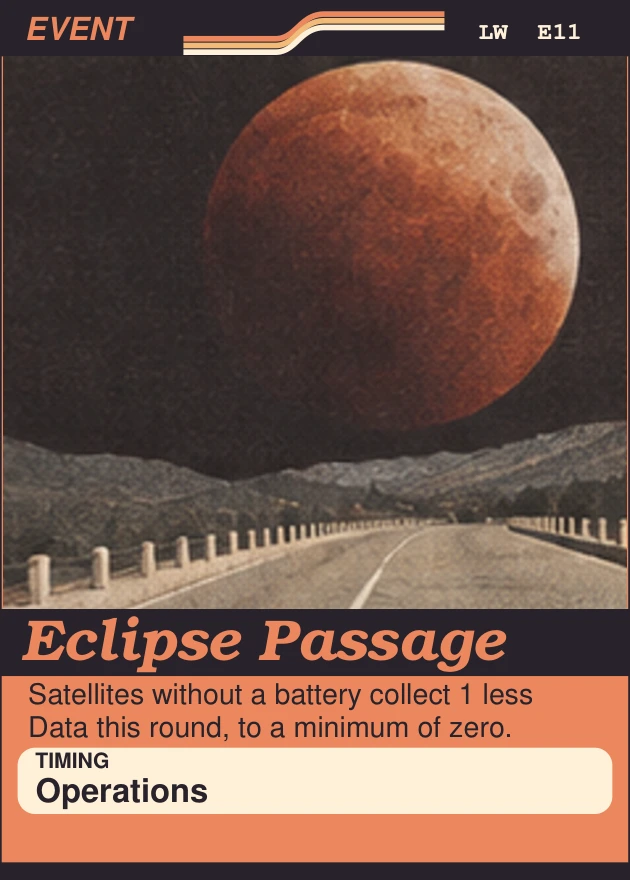 EVENT
LW E11
Eclipse Passage
Satellites without a battery collect 1 less
Data this round, to a minimum of zero.
TIMING
Operations